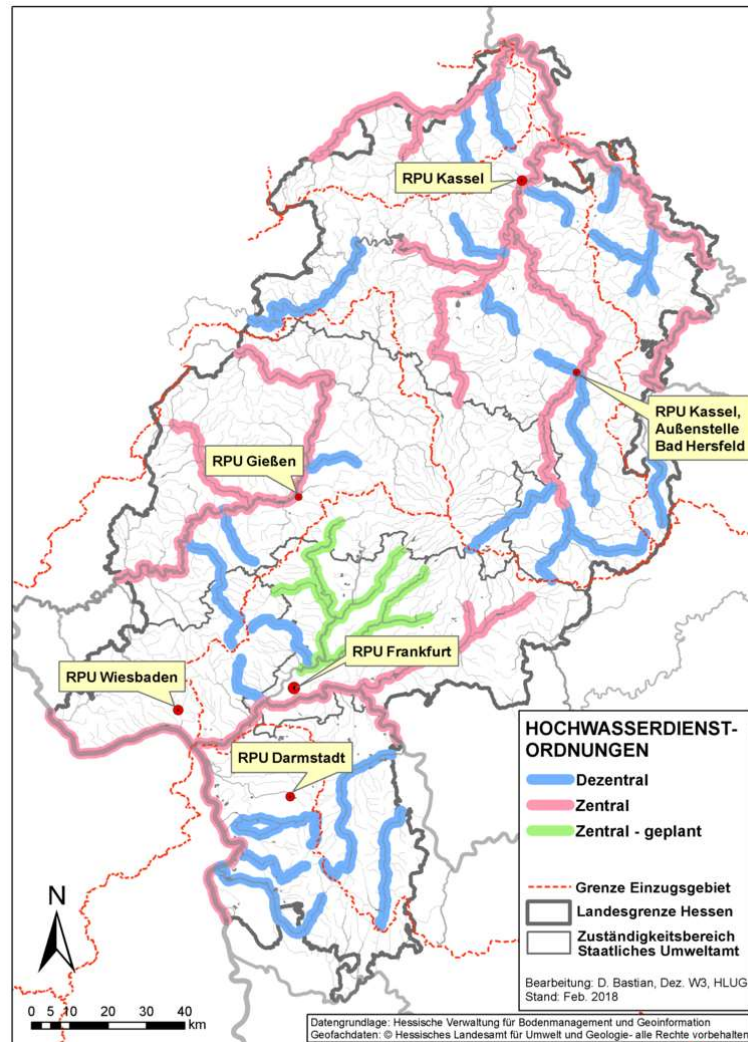 RPU Kassel
RPU Kassel,
Außenstelle
Bad Hersfeld
RPU Gießen
RPU Frankfurt
RPU Wiesbaden
RPU Darmstadt
HOCHWASSERDIENST-
ORDNUNGEN
Dezentral
Zentral
Zentral - geplant
Grenze Einzugsgebiet
Landesgrenze Hessen
Zuständigkeitsbereich
Staatliches Umweltamt
Bearbeitung: D. Bastian, Dez. W3, HLUG
Stand: Feb. 2018
N
0 5 10 20 30 40
km
Datengrundlage: Hessische Verwaltung für Bodenmanagement und Geoinformation
Geofachdaten: © Hessisches Landesamt für Umwelt und Geologie- alle Rechte vorbehalten